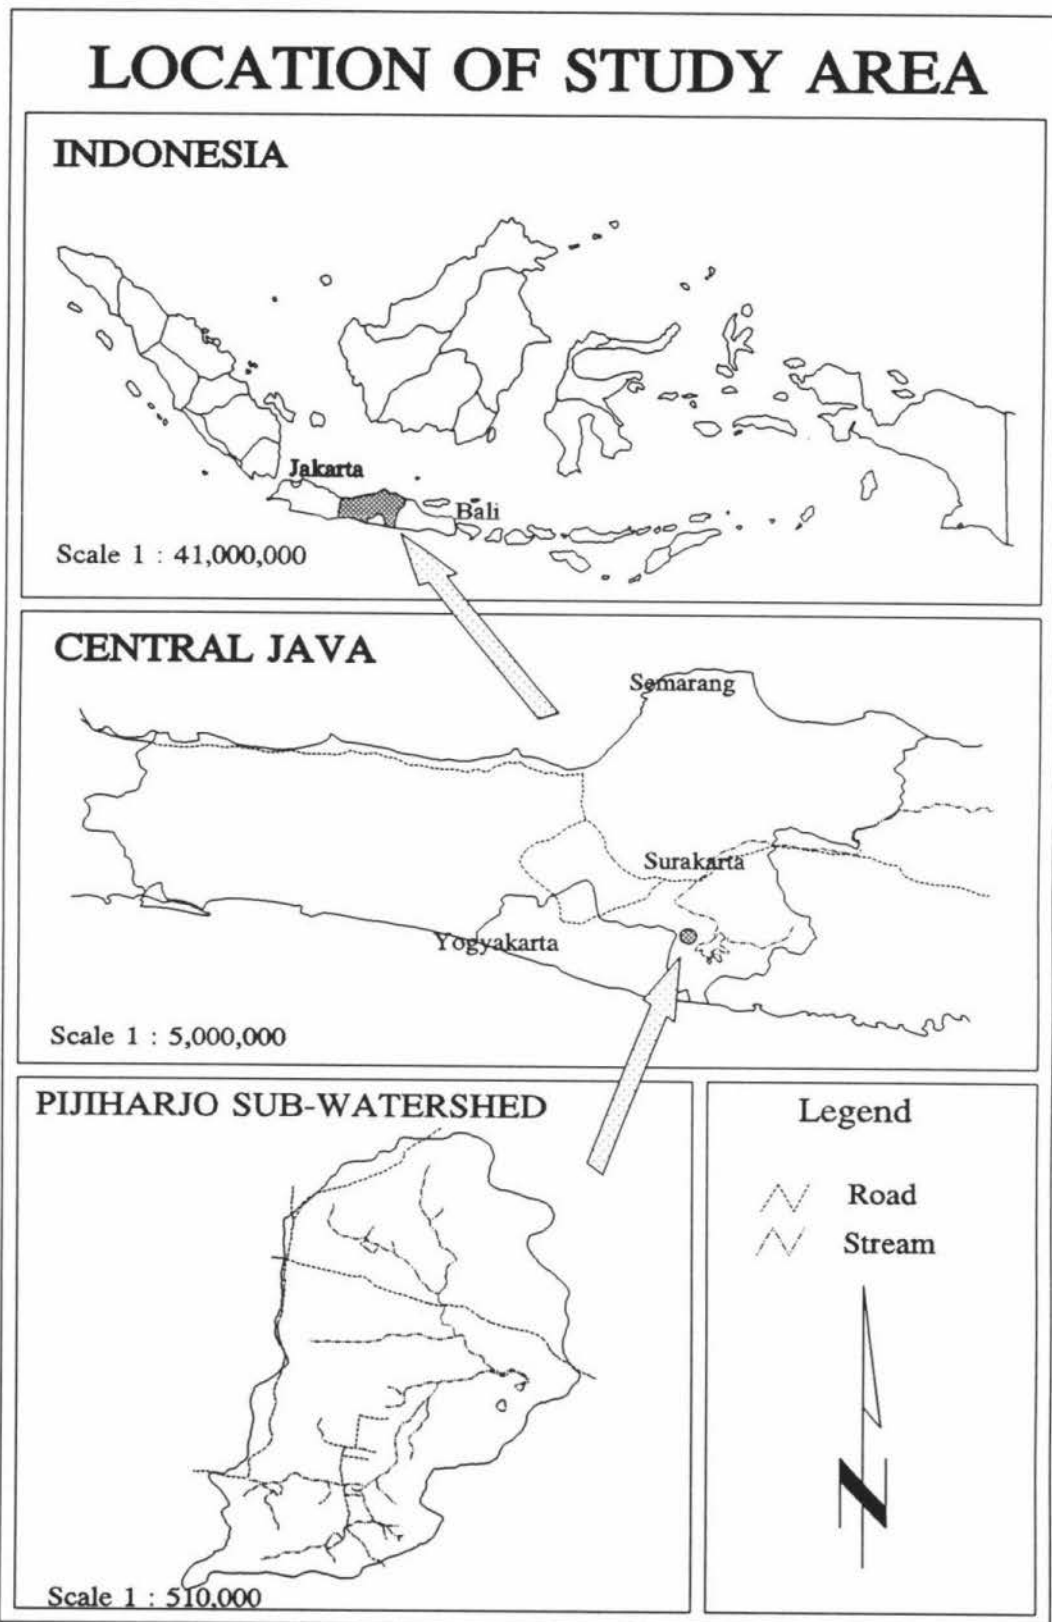 LOCATION OF STUDY AREA
INDONESIA
Jakarta
Bali
Scale 1 : 41,000,000
CENTRAL JAVA
Semarang
Surakarta
Yogyakarta
Scale 1 : 5,000,000
PIJIHARJO SUB-WATERSHED
Scale 1 : 510,000
Legend
Road
Stream
N